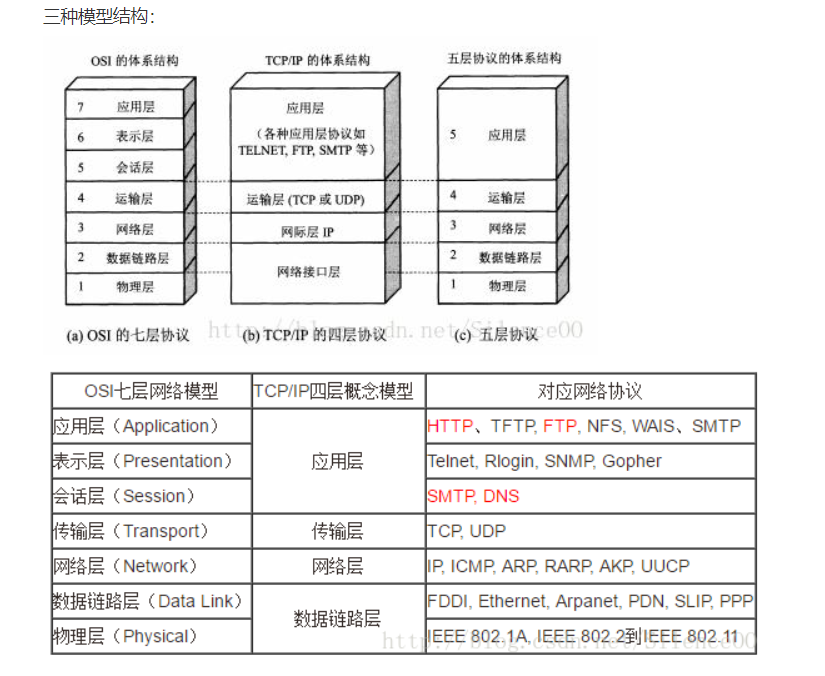 三种模型结构：
OSI 的体系结构
7 应用层
6 表示层
5 会话层
4 运输层
3 网络层
2 数据链路层
1 物理层
(a) OSI 的七层协议
TCP/IP 的体系结构
应用层
（各种应用层协议如
TELNET, FTP, SMTP 等）
运输层 (TCP 或 UDP)
网际层 IP
网络接口层
(b) TCP/IP 的四层协议
五层协议的体系结构
5 应用层
4 运输层
3 网络层
2 数据链路层
1 物理层
(c) 五层协议
http://blog.csdn.net/Silence00
OSI七层网络模型 TCP/IP四层概念模型 对应网络协议
应用层（Application） 应用层 HTTP、TFTP, FTP, NFS, WAIS、SMTP
表示层（Presentation） Telnet, Rlogin, SNMP, Gopher
会话层（Session） SMTP, DNS
传输层（Transport） 传输层 TCP, UDP
网络层（Network） 网络层 IP, ICMP, ARP, RARP, AKP, UUCP
数据链路层（Data Link） 数据链路层 FDDI, Ethernet, Arpanet, PDN, SLIP, PPP
物理层（Physical） IEEE 802.1A, IEEE 802.2到IEEE 802.11
http://blog.csdn.net/Silence00